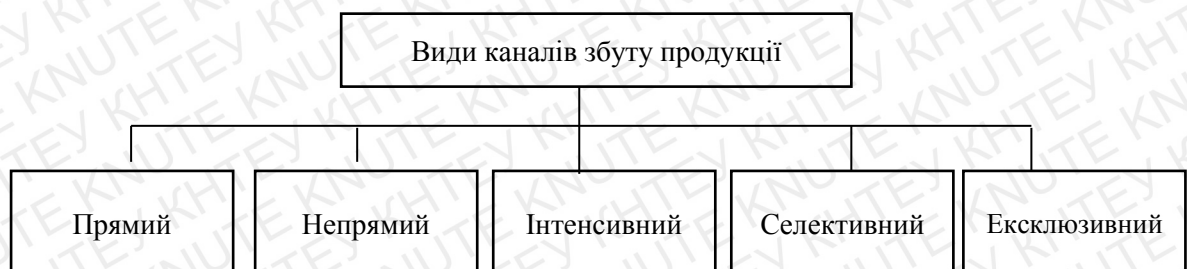 Види каналів збуту продукції
Прямий
Непрямий
Інтенсивний
Селективний
Ексклюзивний